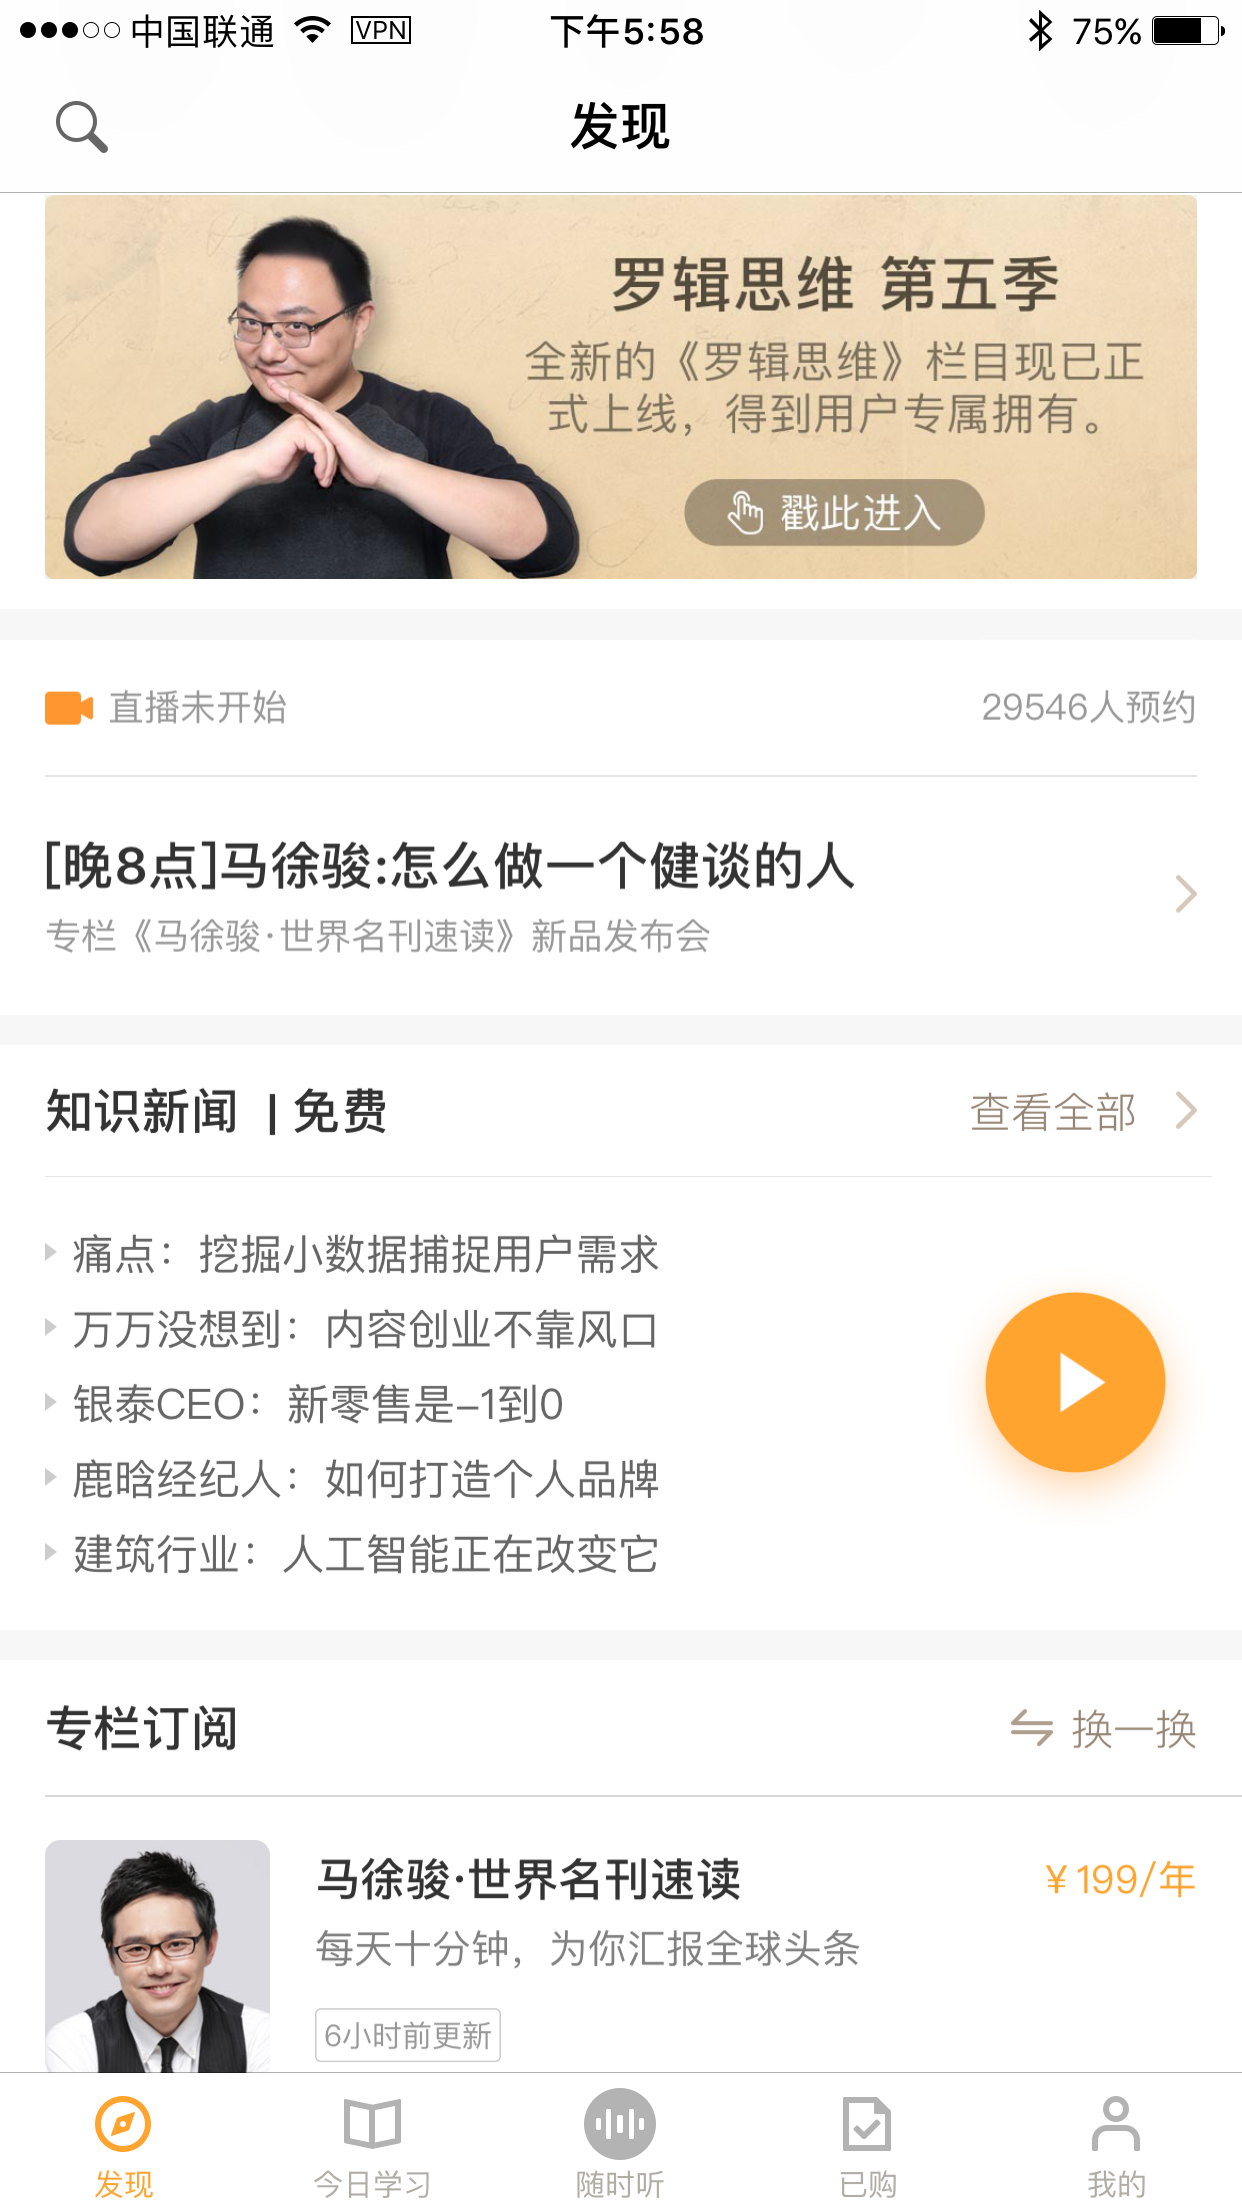 中国联通 VPN 下午5:58 75%
发现
罗辑思维 第五季
全新的《罗辑思维》栏目现已正
式上线，得到用户专属拥有。
戳此进入
直播未开始 29546人预约
[晚8点]马徐骏:怎么做一个健谈的人
专栏《马徐骏·世界名刊速读》新品发布会
知识新闻 | 免费 查看全部
痛点：挖掘小数据捕捉用户需求
万万没想到：内容创业不靠风口
银泰CEO：新零售是-1到0
鹿晗经纪人：如何打造个人品牌
建筑行业：人工智能正在改变它
专栏订阅 换一换
马徐骏·世界名刊速读 ¥199/年
每天十分钟，为你汇报全球头条
6小时前更新
发现 今日学习 随时听 已购 我的